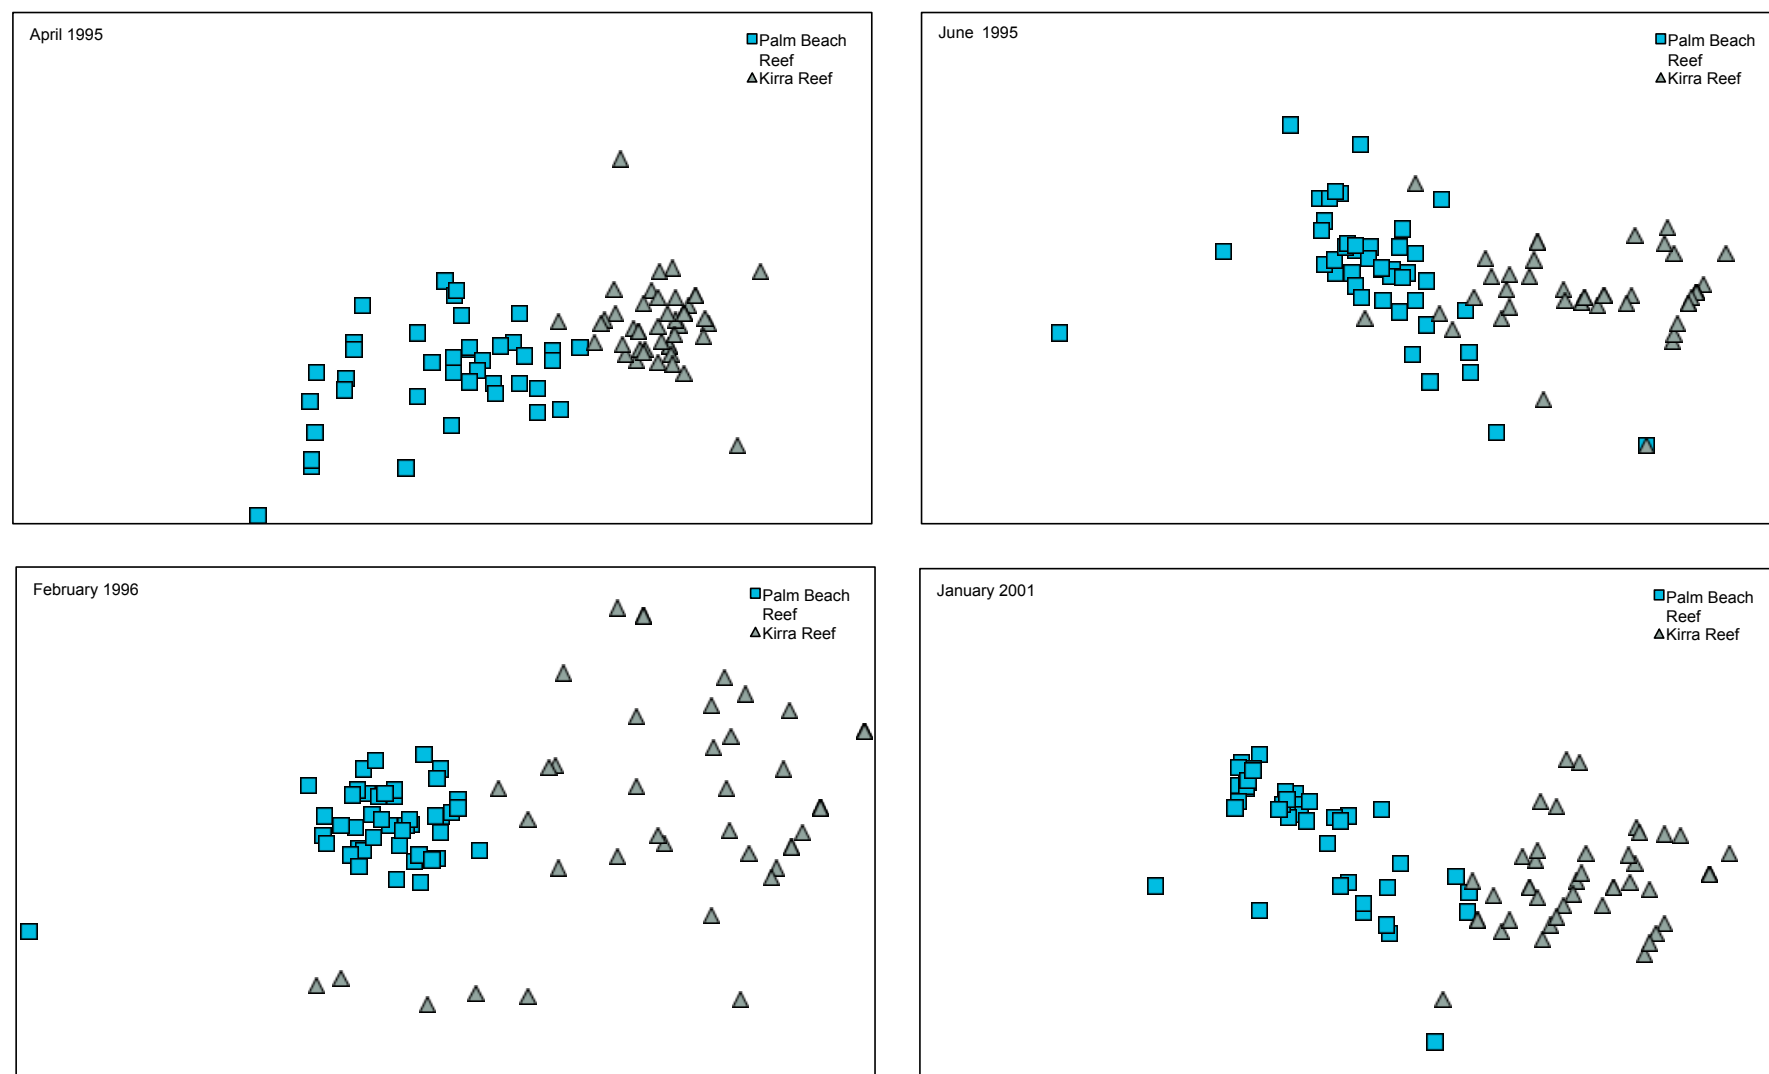 April 1995
Palm Beach
Reef
Kirra Reef
June 1995
Palm Beach
Reef
Kirra Reef
February 1996
Palm Beach
Reef
Kirra Reef
January 2001
Palm Beach
Reef
Kirra Reef